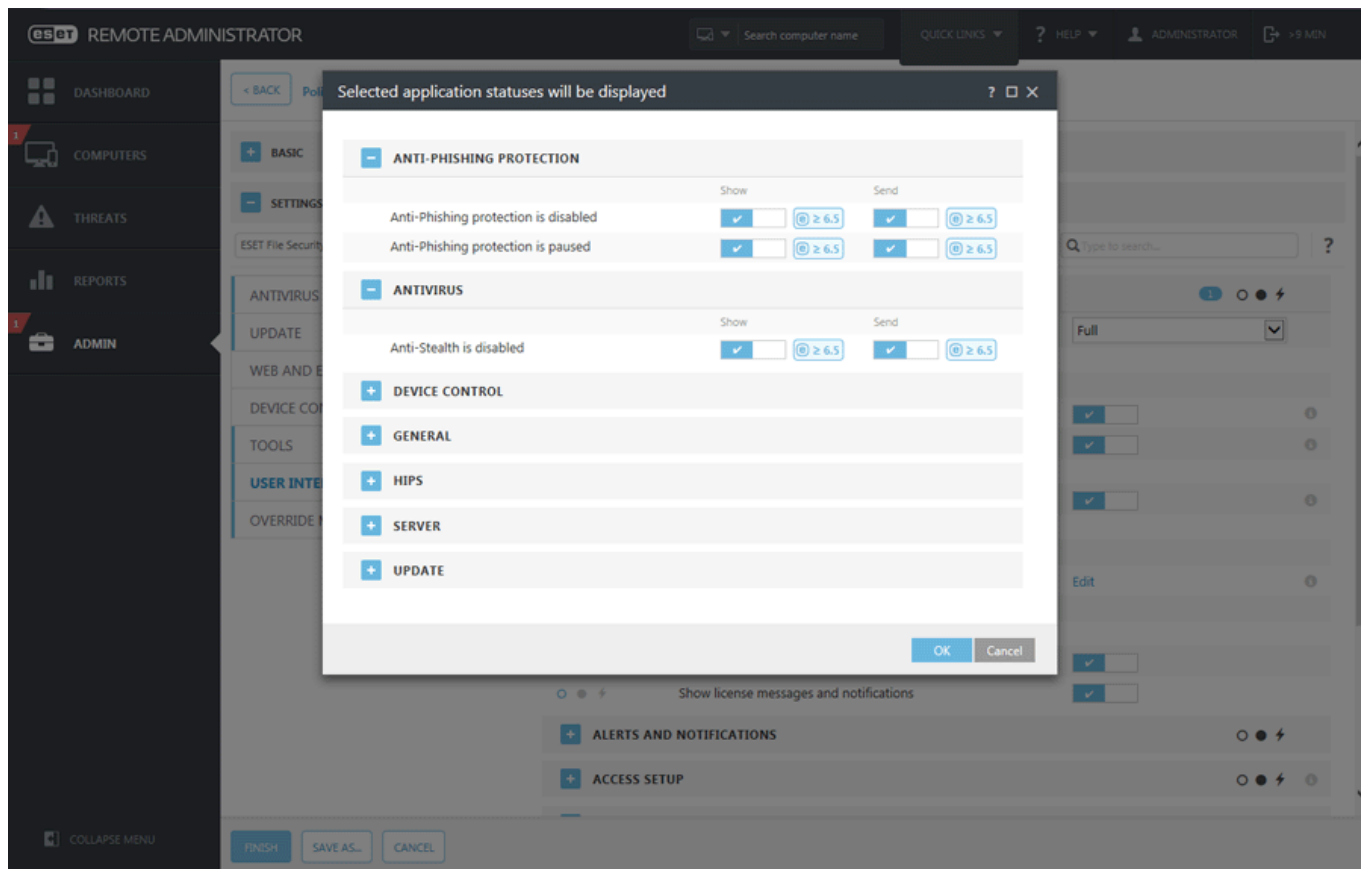 eseT REMOTE ADMINISTRATOR
Search computer name
QUICK LINKS
? HELP
ADMINISTRATOR
>9 MIN
DASHBOARD
1
COMPUTERS
THREATS
REPORTS
1
ADMIN
COLLAPSE MENU
< BACK
Selected application statuses will be displayed
?
+ BASIC
- SETTINGS
ESET File Security
Type to search...
?
ANTIVIRUS
UPDATE
WEB AND E
DEVICE CO
TOOLS
USER INTE
OVERRIDE
- ANTI-PHISHING PROTECTION
Show Send
Anti-Phishing protection is disabled e ≥ 6.5 e ≥ 6.5
Anti-Phishing protection is paused e ≥ 6.5 e ≥ 6.5
- ANTIVIRUS
Show Send
Anti-Stealth is disabled e ≥ 6.5 e ≥ 6.5
+ DEVICE CONTROL
+ GENERAL
+ HIPS
+ SERVER
+ UPDATE
OK Cancel
1
Full
Edit
Show license messages and notifications
+ ALERTS AND NOTIFICATIONS
+ ACCESS SETUP
FINISH SAVE AS... CANCEL